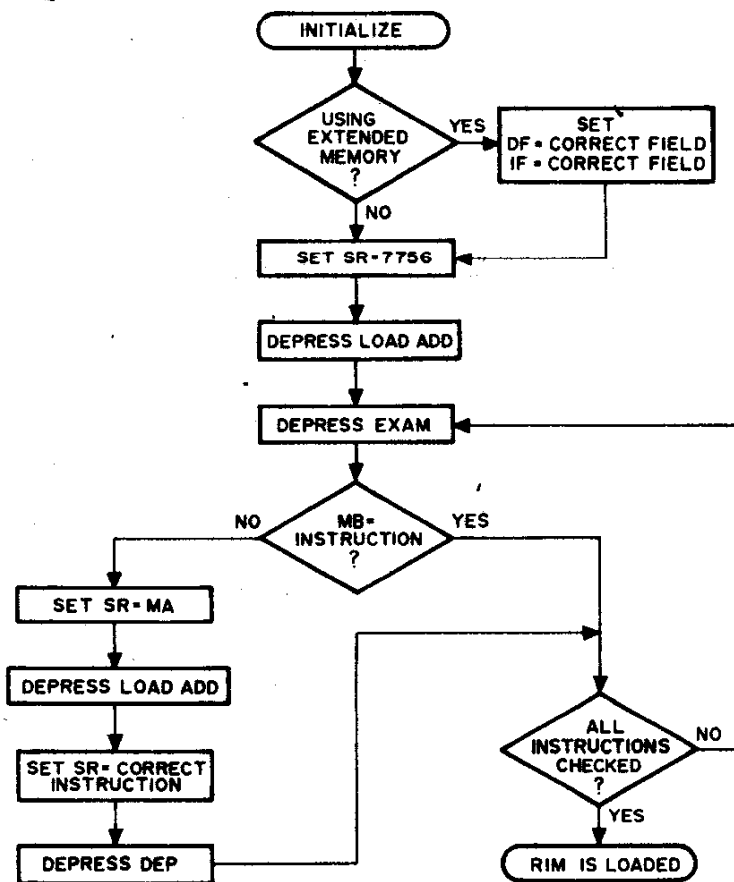 INITIALIZE
USING
EXTENDED
MEMORY
?
YES
SET
DF=CORRECT FIELD
IF=CORRECT FIELD
NO
SET SR=7756
DEPRESS LOAD ADD
DEPRESS EXAM
MB=
INSTRUCTION
?
NO
YES
SET SR=MA
DEPRESS LOAD ADD
SET SR=CORRECT
INSTRUCTION
DEPRESS DEP
ALL
INSTRUCTIONS
CHECKED
?
NO
YES
RIM IS LOADED